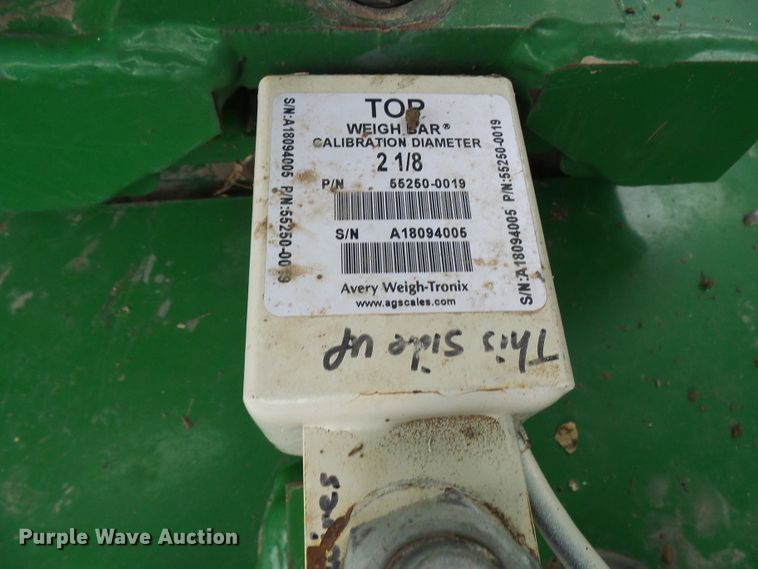 TOP
WEIGH BAR®
CALIBRATION DIAMETER
2 1/8
P/N 55250-0019
S/N A18094005
Avery Weigh-Tronix
www.agscales.com
S/N:A18094005 P/N:55250-0019
S/N:A18094005 P/N:55250-0019
This side up
Purple Wave Auction